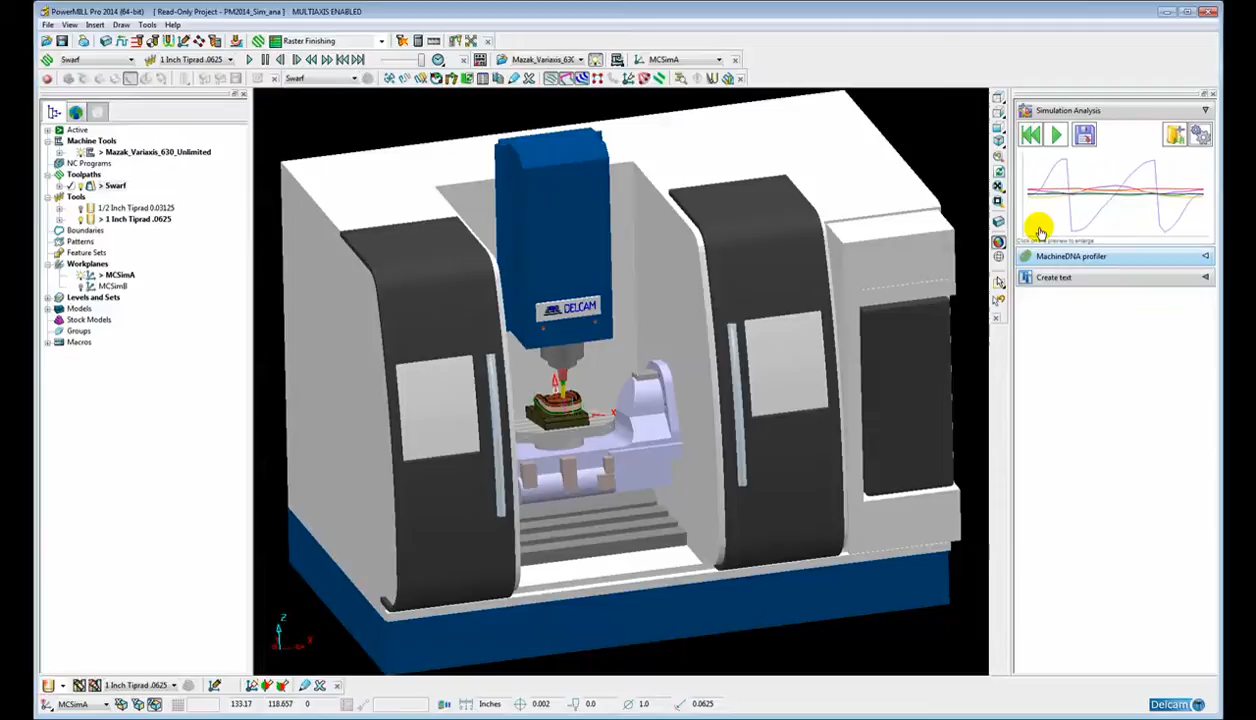 PowerMILL Pro 2014 (64-bit) [ Read-Only Project - PM2014_Sim_ana ] MULTIAXIS ENABLED
File View Insert Draw Tools Help
Raster Finishing
Swarf 1 Inch Tiprad .0625 Mazak_Variaxis_63( MCSimA
Swarf
Active
Machine Tools
> Mazak_Variaxis_630_Unlimited
NC Programs
Toolpaths
> Swarf
Tools
1/2 Inch Tiprad 0.03125
> 1 Inch Tiprad .0625
Boundaries
Patterns
Feature Sets
Workplanes
> MCSimA
MCSimB
Levels and Sets
Models
Stock Models
Groups
Macros
DELCAM
X
Z
X
Simulation Analysis
preview to enlarge
MachineDNA profiler
Create text
1 Inch Tiprad .0625
MCSimA 133.17 118.657 0 Inches 0.002 0.0 1.0 0.0625
Delcam